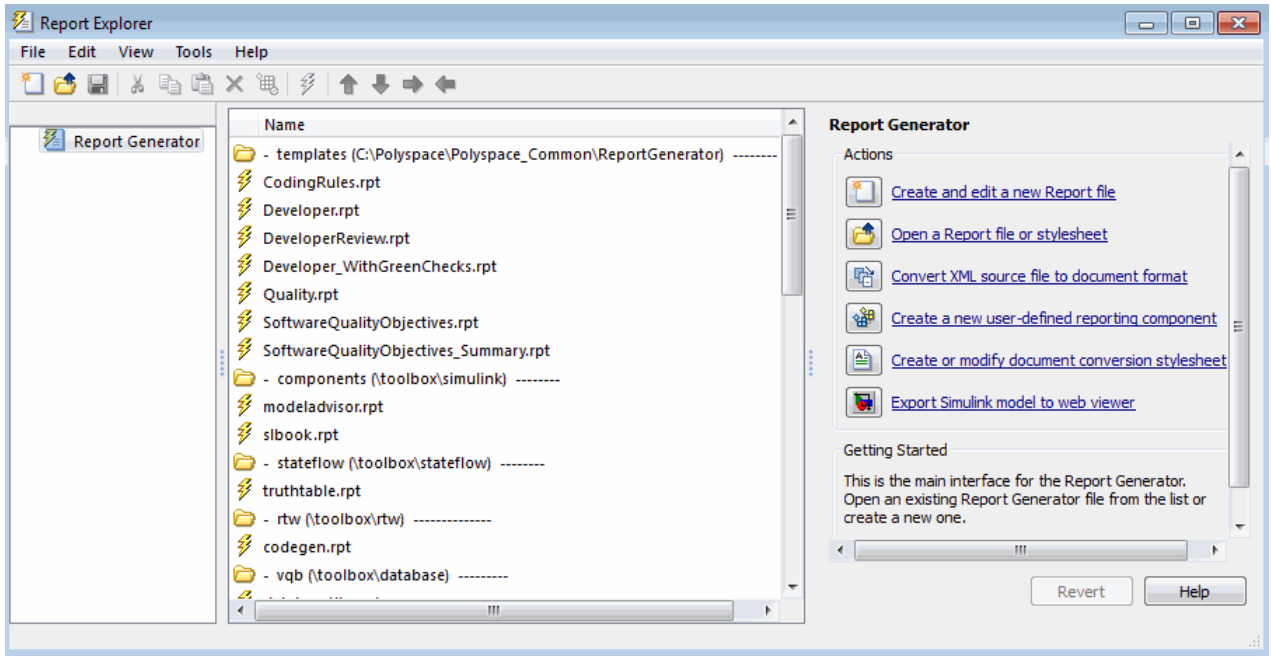 Report Explorer
File Edit View Tools Help
Report Generator
Name
- templates (C:\Polyspace\Polyspace_Common\ReportGenerator) --------
CodingRules.rpt
Developer.rpt
DeveloperReview.rpt
Developer_WithGreenChecks.rpt
Quality.rpt
SoftwareQualityObjectives.rpt
SoftwareQualityObjectives_Summary.rpt
- components (\toolbox\simulink) --------
modeladvisor.rpt
slbook.rpt
- stateflow (\toolbox\stateflow) --------
truthtable.rpt
- rtw (\toolbox\rtw) --------------
codegen.rpt
- vqb (\toolbox\database) ---------
Report Generator
Actions
Create and edit a new Report file
Open a Report file or stylesheet
Convert XML source file to document format
Create a new user-defined reporting component
Create or modify document conversion stylesheet
Export Simulink model to web viewer
Getting Started
This is the main interface for the Report Generator.
Open an existing Report Generator file from the list or
create a new one.
Revert Help